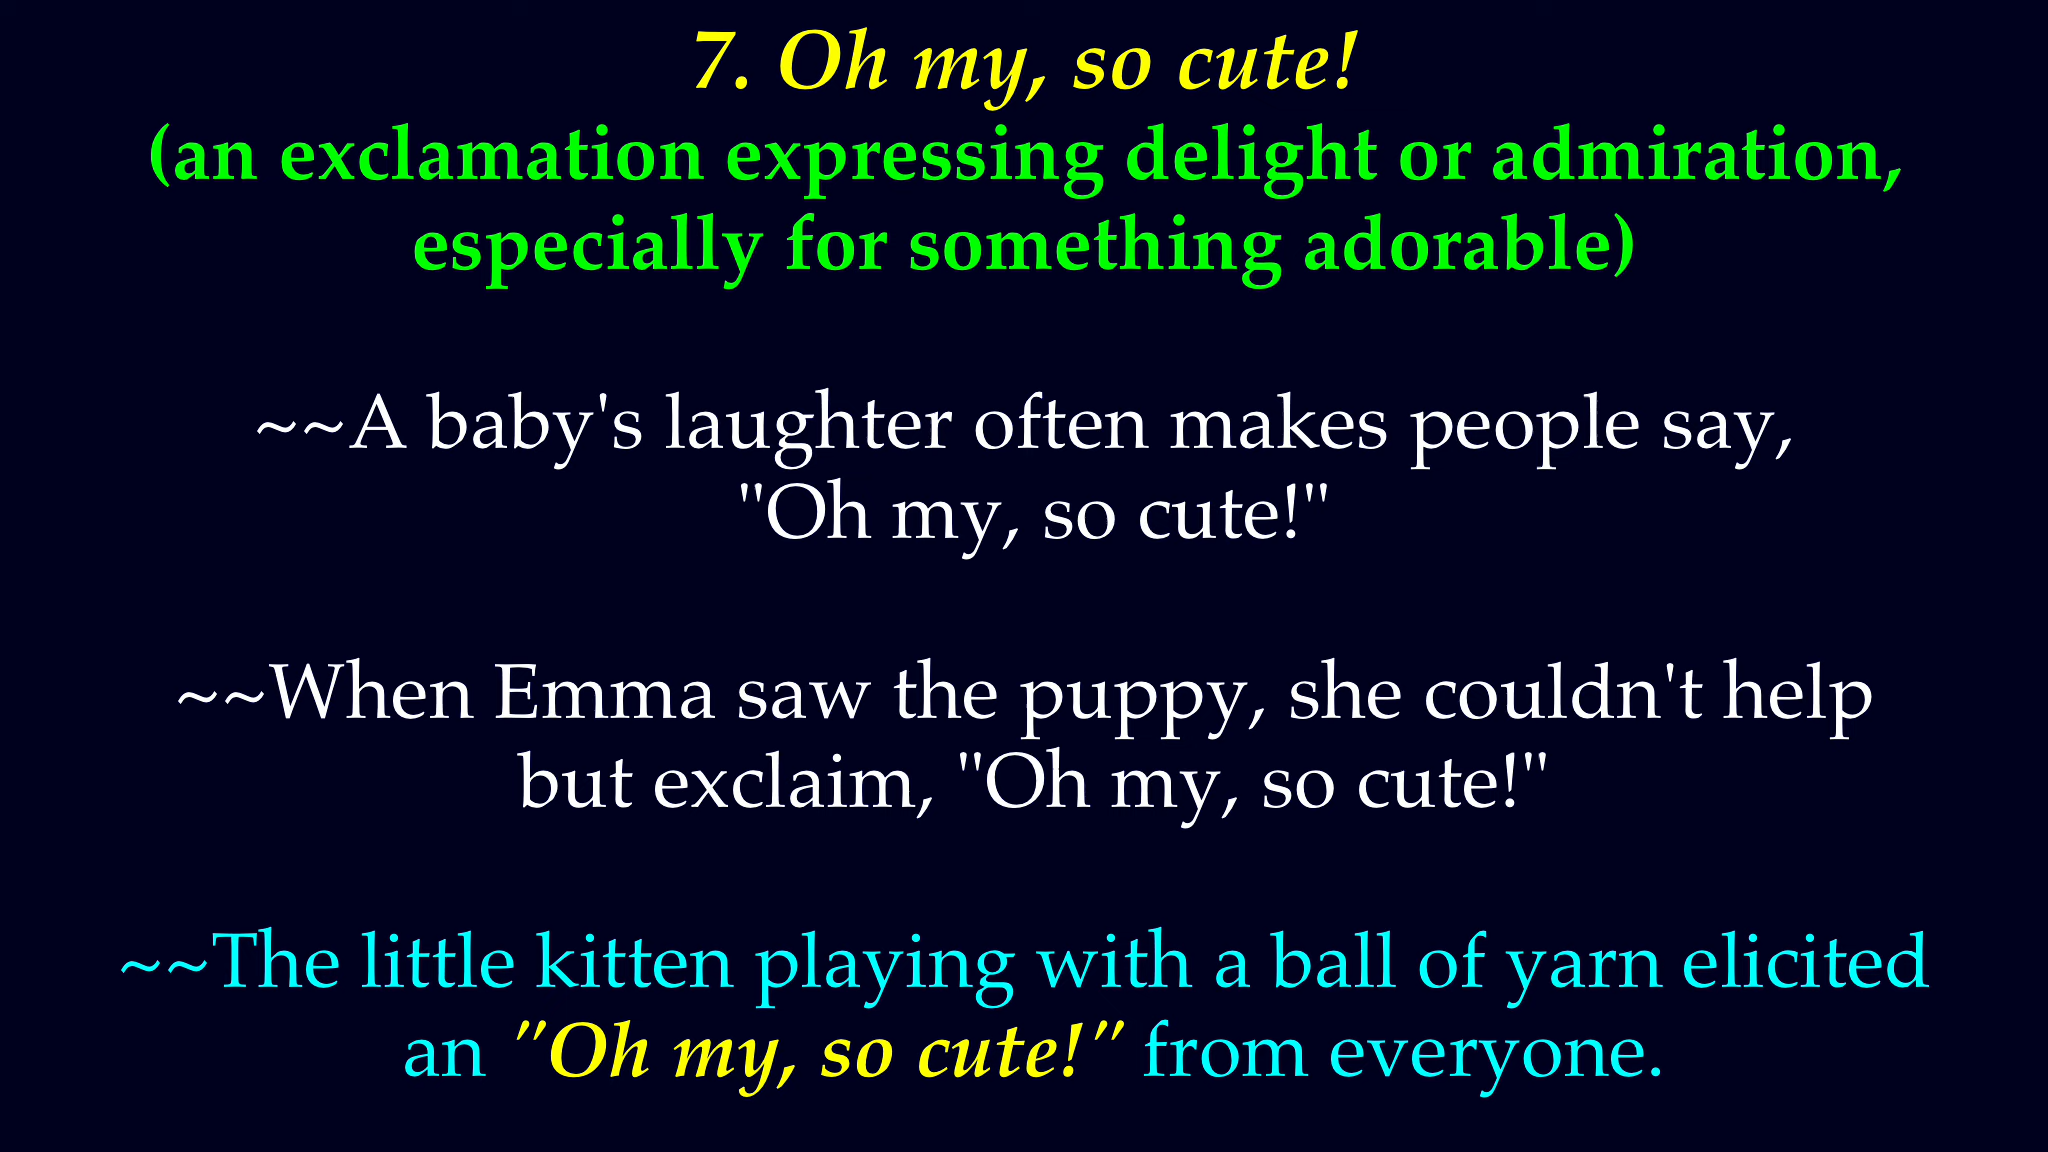 7. Oh my, so cute!
(an exclamation expressing delight or admiration,
especially for something adorable)
~~A baby's laughter often makes people say,
"Oh my, so cute!"
~~When Emma saw the puppy, she couldn't help
but exclaim, "Oh my, so cute!"
~~The little kitten playing with a ball of yarn elicited
an "Oh my, so cute!" from everyone.